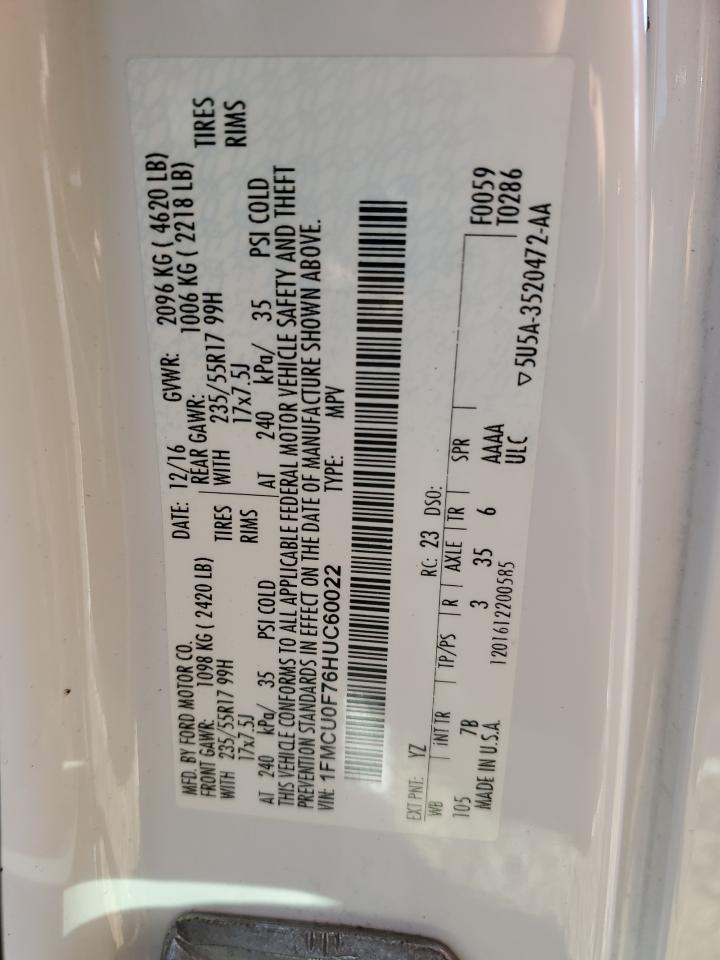 MFD. BY FORD MOTOR CO.
DATE: 12/16 GVWR: 2096 KG ( 4620 LB)
FRONT GAWR: 1098 KG ( 2420 LB) REAR GAWR: 1006 KG ( 2218 LB)
WITH 235/55R17 99H TIRES WITH 235/55R17 99H TIRES
17x7.5J RIMS 17x7.5J RIMS
AT 240 kPa/ 35 PSI COLD AT 240 kPa/ 35 PSI COLD
THIS VEHICLE CONFORMS TO ALL APPLICABLE FEDERAL MOTOR VEHICLE SAFETY AND THEFT
PREVENTION STANDARDS IN EFFECT ON THE DATE OF MANUFACTURE SHOWN ABOVE.
VIN: 1FMCU0F76HUC60022 TYPE: MPV
EXT PNT: YZ RC: 23 DSO:
WB INT TR TP/PS R AXLE TR SPR F0059
105 7B 3 35 6 AAAA T0286
MADE IN U.S.A. 1201612200585 ULC
▽5U5A-3520472-AA